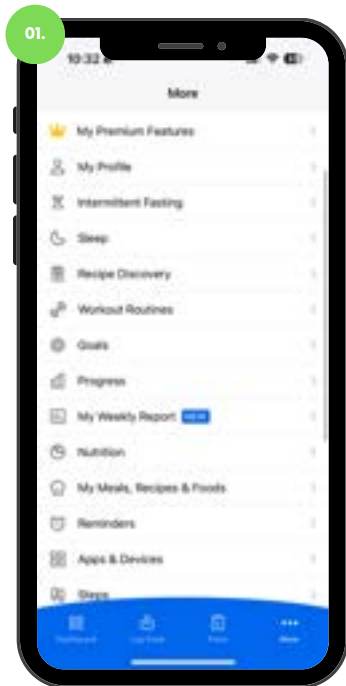 01.
10:32
More
My Premium Features
My Profile
Intermittent Fasting
Sleep
Recipe Discovery
Workout Routines
Goals
Progress
My Weekly Report NEW
Nutrition
My Meals, Recipes & Foods
Reminders
Apps & Devices
Steps
Dashboard
More